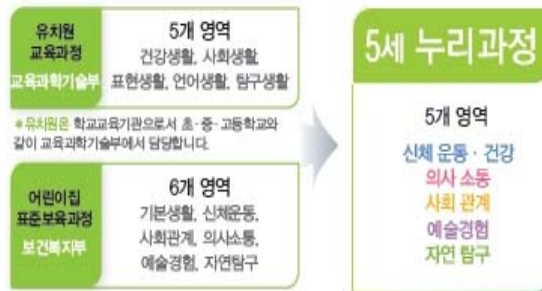 유치원
교육과정
교육과학기술부
5개 영역
건강생활, 사회생활,
표현생활, 언어생활, 탐구생활
*유치원은 학교교육기관으로서 초·중·고등학교와
같이 교육과학기술부에서 담당합니다.
어린이집
표준보육과정
보건복지부
6개 영역
기본생활, 신체운동,
사회관계, 의사소통,
예술경험, 자연탐구
5세 누리과정
5개 영역
신체 운동 · 건강
의사 소통
사회 관계
예술경험
자연 탐구